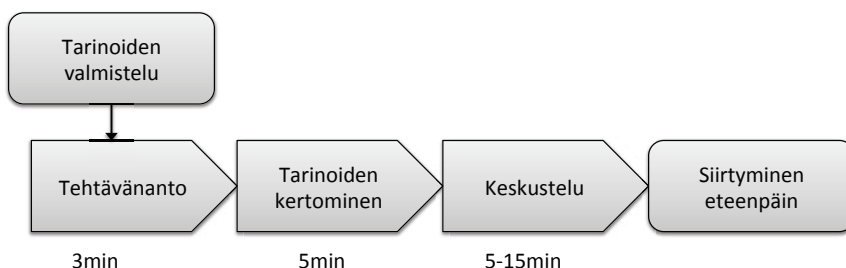 Tarinoiden
valmistelu
Tehtävänanto
Tarinoiden
kertominen
Keskustelu
Siirtyminen
eteenpäin
3min
5min
5-15min